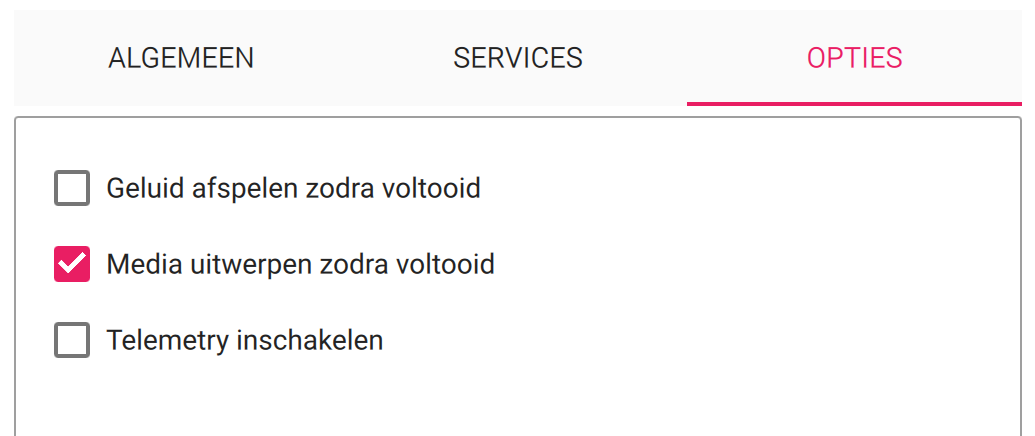 ALGEMEEN SERVICES OPTIES
Geluid afspelen zodra voltooid
Media uitwerpen zodra voltooid
Telemetry inschakelen